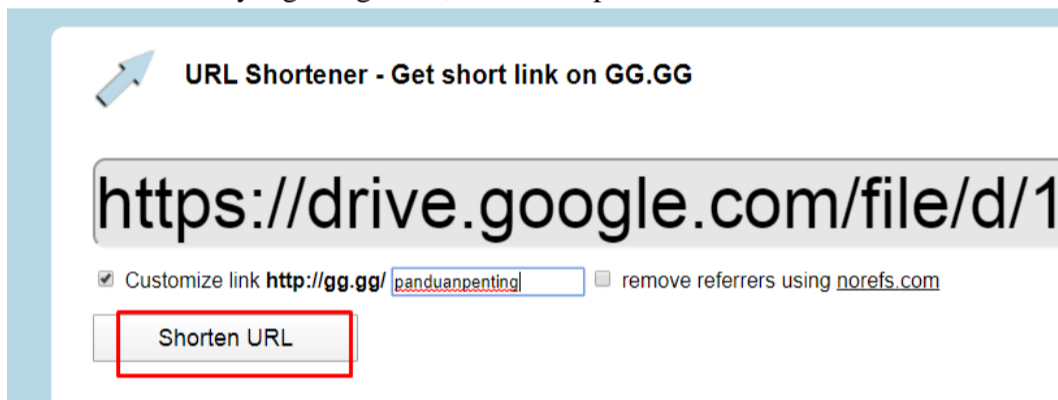 URL Shortener - Get short link on GG.GG
https://drive.google.com/file/d/1
Customize link http://gg.gg/ panduanpenting remove referrers using norefs.com
Shorten URL